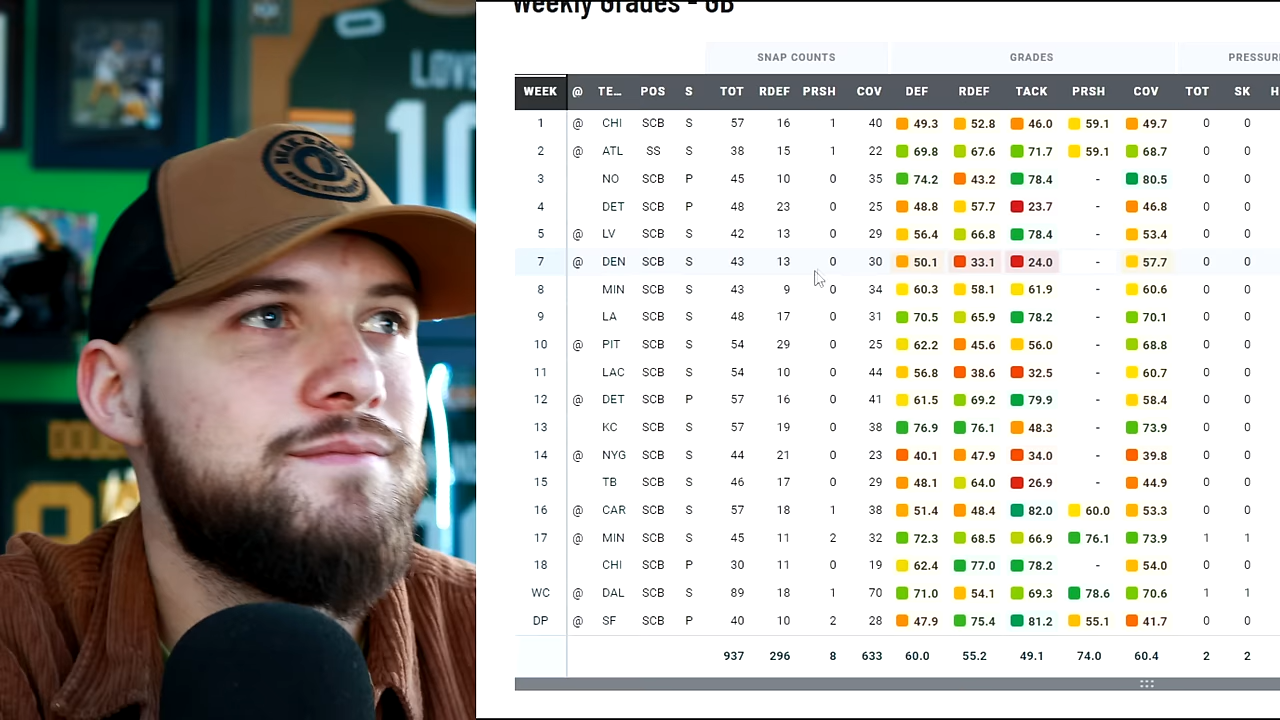 Weekly Grades - GB
LOVE
10
SNAP COUNTS GRADES PRESSUR
WEEK @ TE... POS S TOT RDEF PRSH COV DEF RDEF TACK PRSH COV TOT SK H
1 @ CHI SCB S 57 16 1 40 49.3 52.8 46.0 59.1 49.7 0 0
2 @ ATL SS S 38 15 1 22 69.8 67.6 71.7 59.1 68.7 0 0
3 NO SCB P 45 10 0 35 74.2 43.2 78.4 - 80.5 0 0
4 DET SCB P 48 23 0 25 48.8 57.7 23.7 - 46.8 0 0
5 @ LV SCB S 42 13 0 29 56.4 66.8 78.4 - 53.4 0 0
7 @ DEN SCB S 43 13 0 30 50.1 33.1 24.0 - 57.7 0 0
8 MIN SCB S 43 9 0 34 60.3 58.1 61.9 - 60.6 0 0
9 LA SCB S 48 17 0 31 70.5 65.9 78.2 - 70.1 0 0
10 @ PIT SCB S 54 29 0 25 62.2 45.6 56.0 - 68.8 0 0
11 LAC SCB S 54 10 0 44 56.8 38.6 32.5 - 60.7 0 0
12 @ DET SCB P 57 16 0 41 61.5 69.2 79.9 - 58.4 0 0
13 KC SCB S 57 19 0 38 76.9 76.1 48.3 - 73.9 0 0
14 @ NYG SCB S 44 21 0 23 40.1 47.9 34.0 - 39.8 0 0
15 TB SCB S 46 17 0 29 48.1 64.0 26.9 - 44.9 0 0
16 @ CAR SCB S 57 18 1 38 51.4 48.4 82.0 60.0 53.3 0 0
17 @ MIN SCB S 45 11 2 32 72.3 68.5 66.9 76.1 73.9 1 1
18 CHI SCB P 30 11 0 19 62.4 77.0 78.2 - 54.0 0 0
WC @ DAL SCB S 89 18 1 70 71.0 54.1 69.3 78.6 70.6 1 1
DP @ SF SCB P 40 10 2 28 47.9 75.4 81.2 55.1 41.7 0 0
937 296 8 633 60.0 55.2 49.1 74.0 60.4 2 2